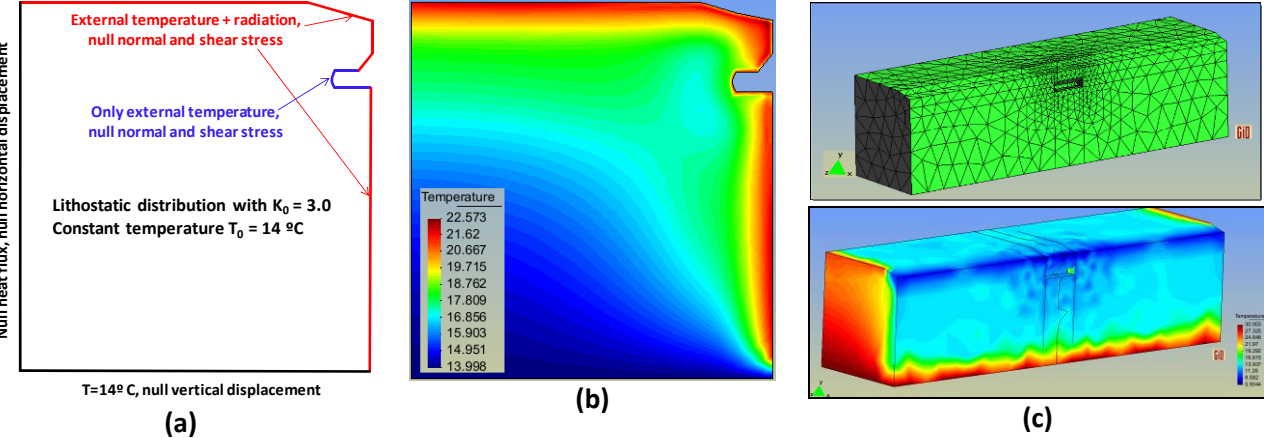 External temperature + radiation,
null normal and shear stress
Only external temperature,
null normal and shear stress
Null heat flux, null horizontal displacement
Lithostatic distribution with K0 = 3.0
Constant temperature T0 = 14 ºC
T=14º C, null vertical displacement
(a)
Temperature
22.573
21.62
20.667
19.715
18.762
17.809
16.856
15.903
14.951
13.998
(b)
y
z
x
GiD
Temperature
GiD
(c)